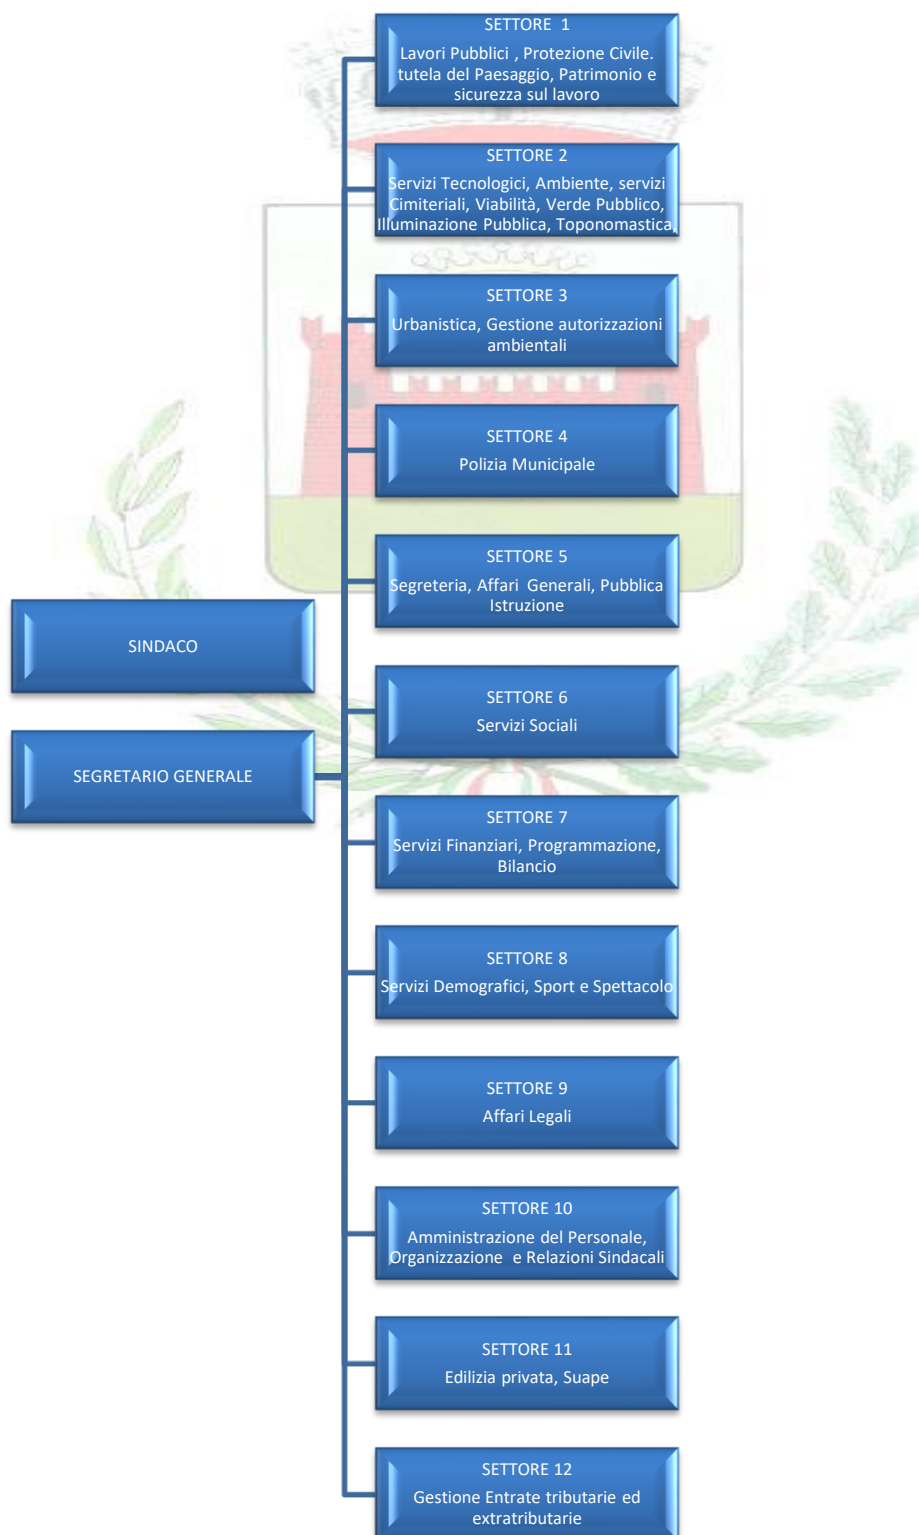 SINDACO
SEGRETARIO GENERALE
SETTORE 1
Lavori Pubblici , Protezione Civile.
tutela del Paesaggio, Patrimonio e
sicurezza sul lavoro
SETTORE 2
Servizi Tecnologici, Ambiente, servizi
Cimiteriali, Viabilità, Verde Pubblico,
Illuminazione Pubblica, Toponomastica,
SETTORE 3
Urbanistica, Gestione autorizzazioni
ambientali
SETTORE 4
Polizia Municipale
SETTORE 5
Segreteria, Affari Generali, Pubblica
Istruzione
SETTORE 6
Servizi Sociali
SETTORE 7
Servizi Finanziari, Programmazione,
Bilancio
SETTORE 8
Servizi Demografici, Sport e Spettacolo
SETTORE 9
Affari Legali
SETTORE 10
Amministrazione del Personale,
Organizzazione e Relazioni Sindacali
SETTORE 11
Edilizia privata, Suape
SETTORE 12
Gestione Entrate tributarie ed
extratributarie